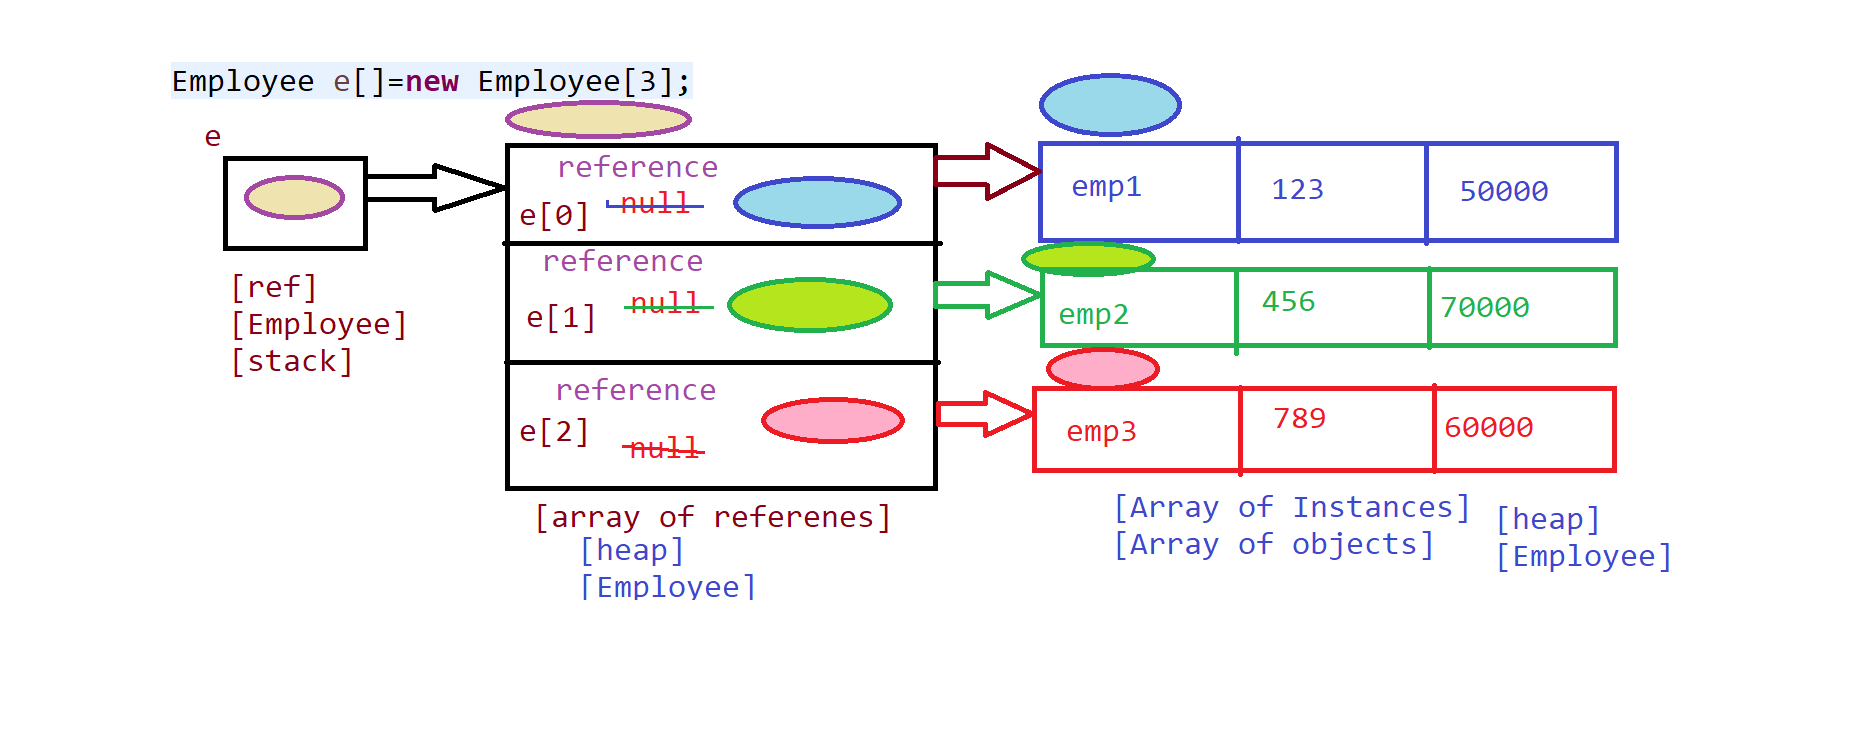 Employee e[]=new Employee[3];
e
[ref]
[Employee]
[stack]
reference
e[0] null
reference
e[1] null
reference
e[2] null
[array of referenes]
[heap]
[Employee]
emp1 123 50000
emp2 456 70000
emp3 789 60000
[Array of Instances]
[Array of objects]
[heap]
[Employee]